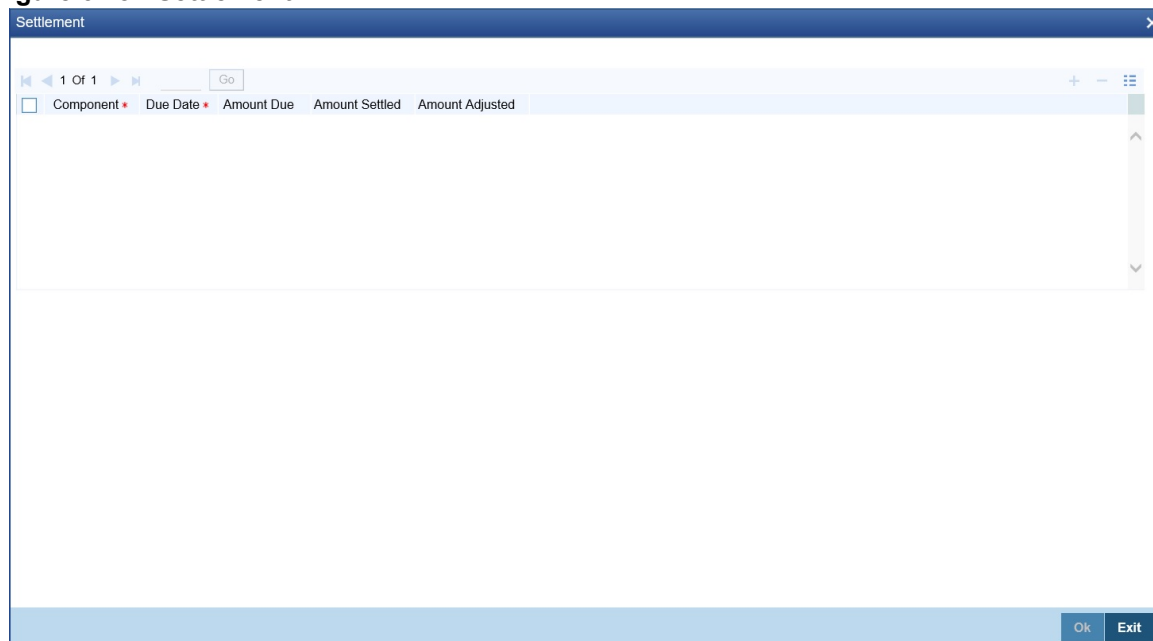 Settlement
1 Of 1 Go
Component * Due Date * Amount Due Amount Settled Amount Adjusted
Ok Exit